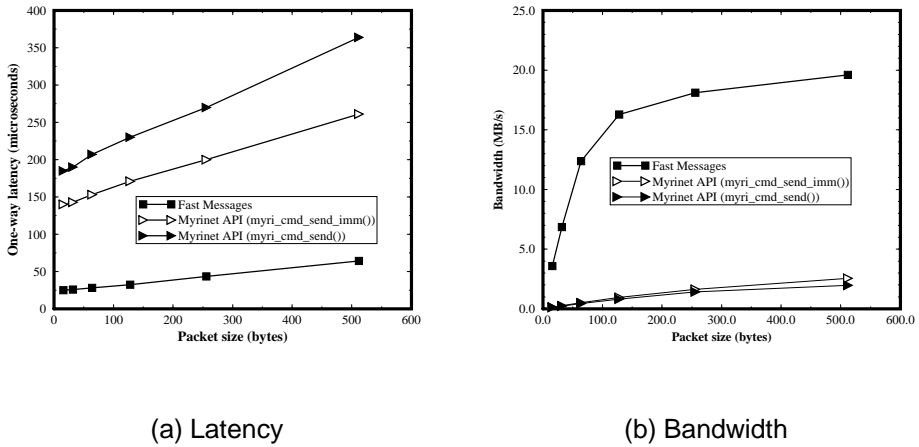 400
350
300
250
200
150
100
50
0
One-way latency (microseconds)
Fast Messages
Myrinet API (myri_cmd_send_imm())
Myrinet API (myri_cmd_send())
0 100 200 300 400 500 600
Packet size (bytes)
25.0
20.0
15.0
10.0
5.0
0.0
Bandwidth (MB/s)
Fast Messages
Myrinet API (myri_cmd_send_imm())
Myrinet API (myri_cmd_send())
0.0 100.0 200.0 300.0 400.0 500.0 600.0
Packet size (bytes)
(a) Latency
(b) Bandwidth